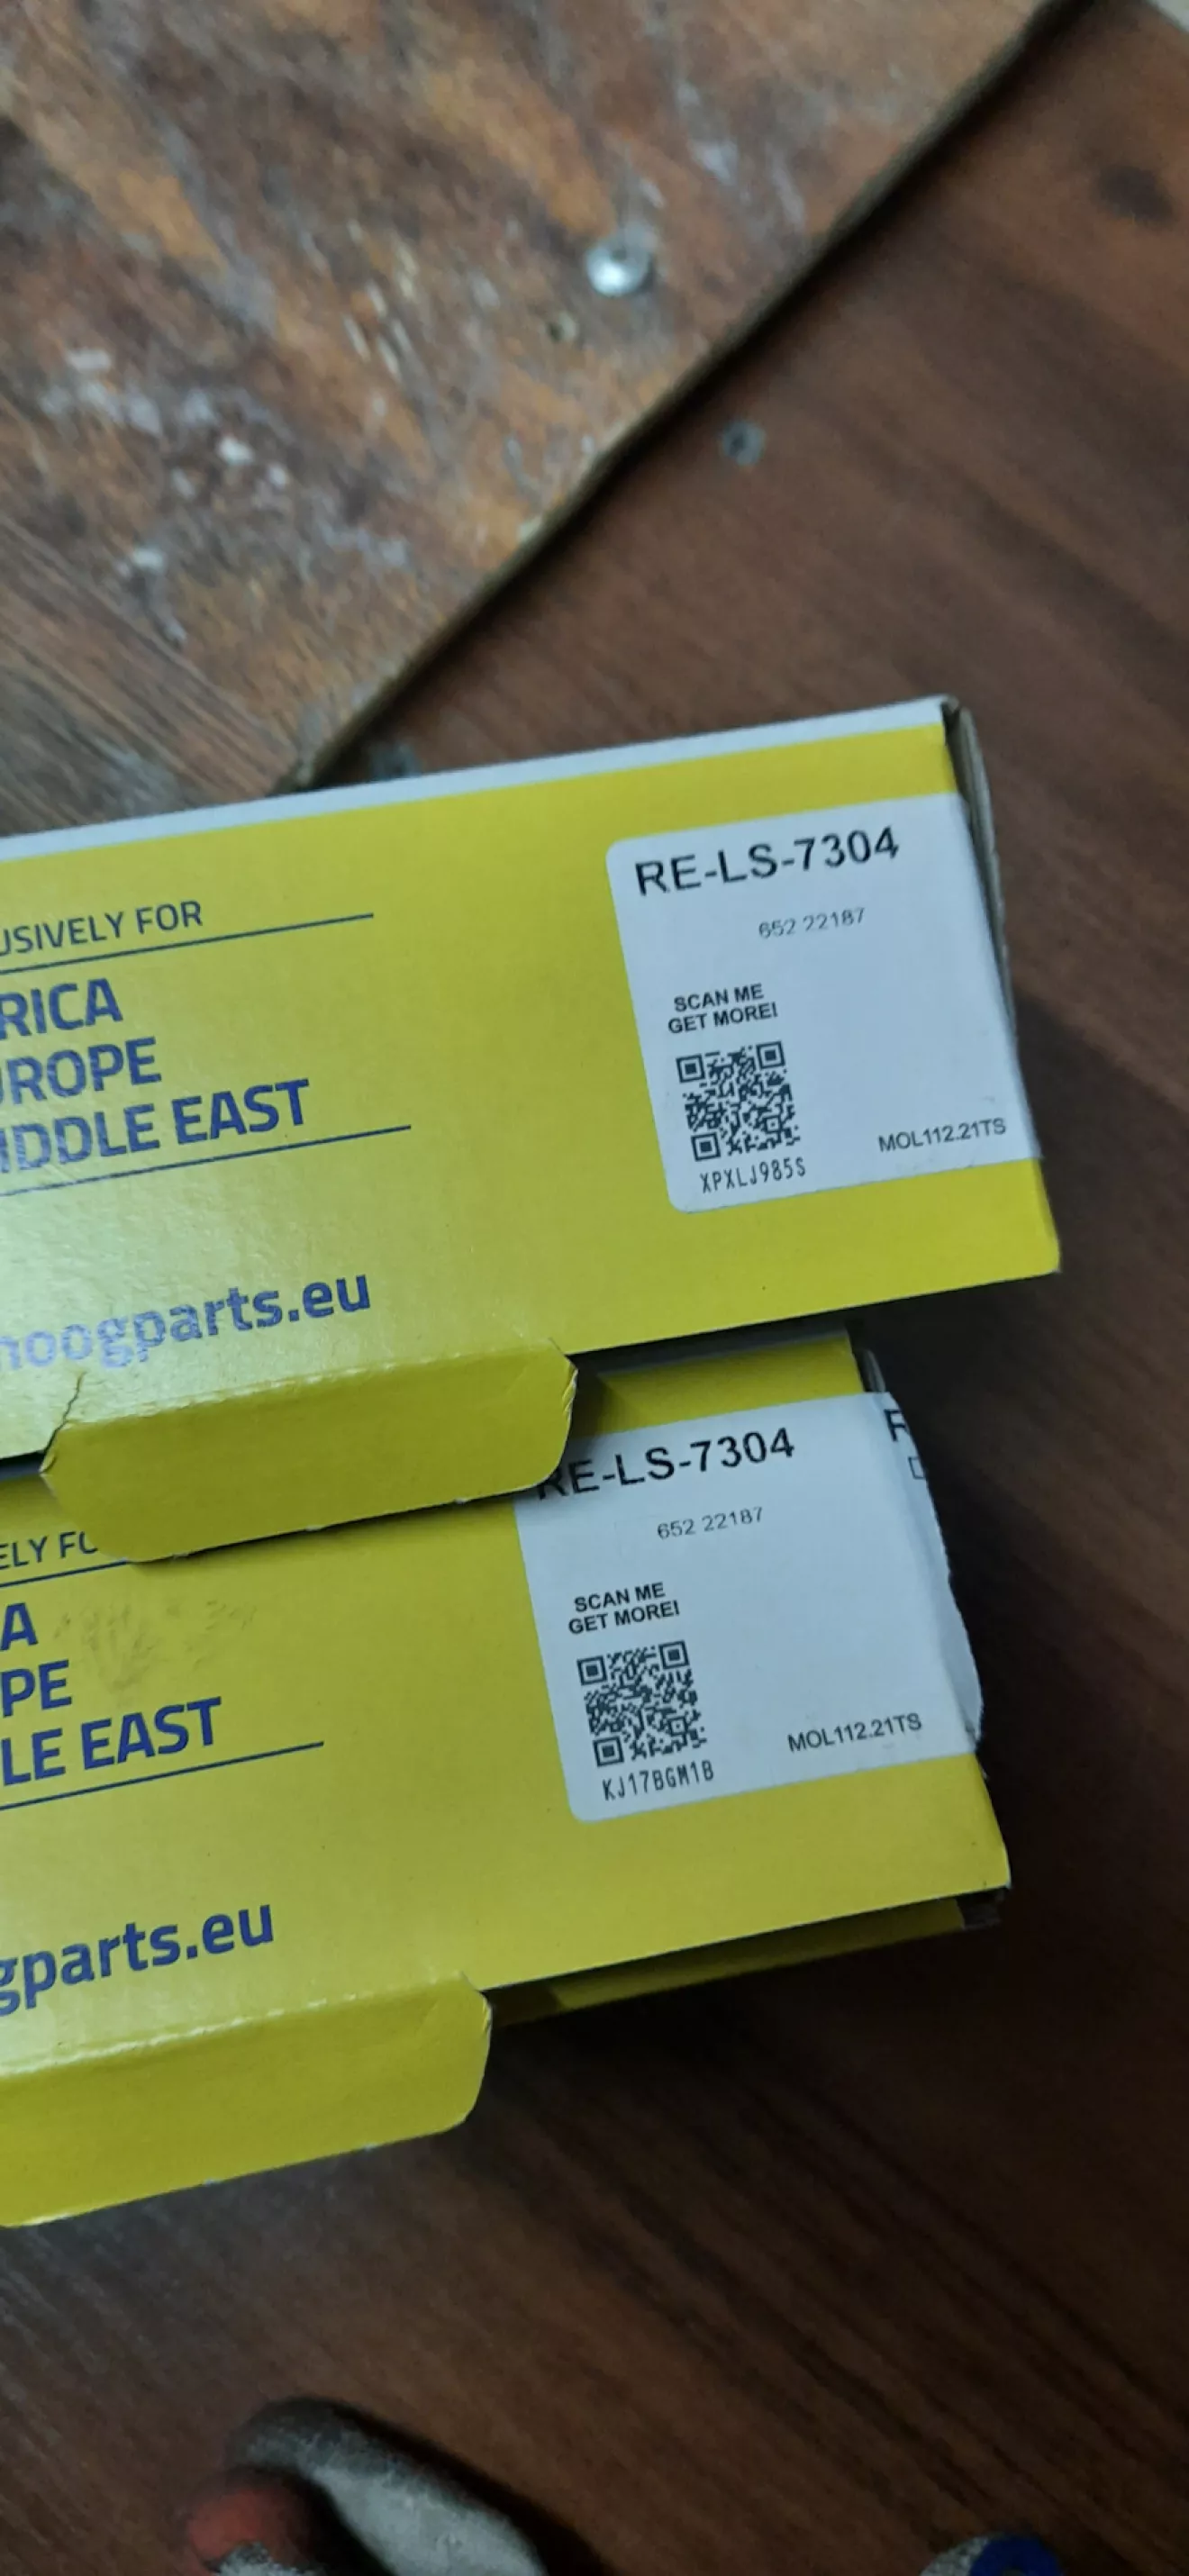 USIVELY FOR
RICA
UROPE
IDDLE EAST
noogparts.eu
RE-LS-7304
652 22187
SCAN ME
GET MORE!
XPXLJ985S
MOL112.21TS
ELY FO
A
PE
LE EAST
gparts.eu
RE-LS-7304
652 22187
SCAN ME
GET MORE!
KJ17BGM1B
MOL112.21TS
R